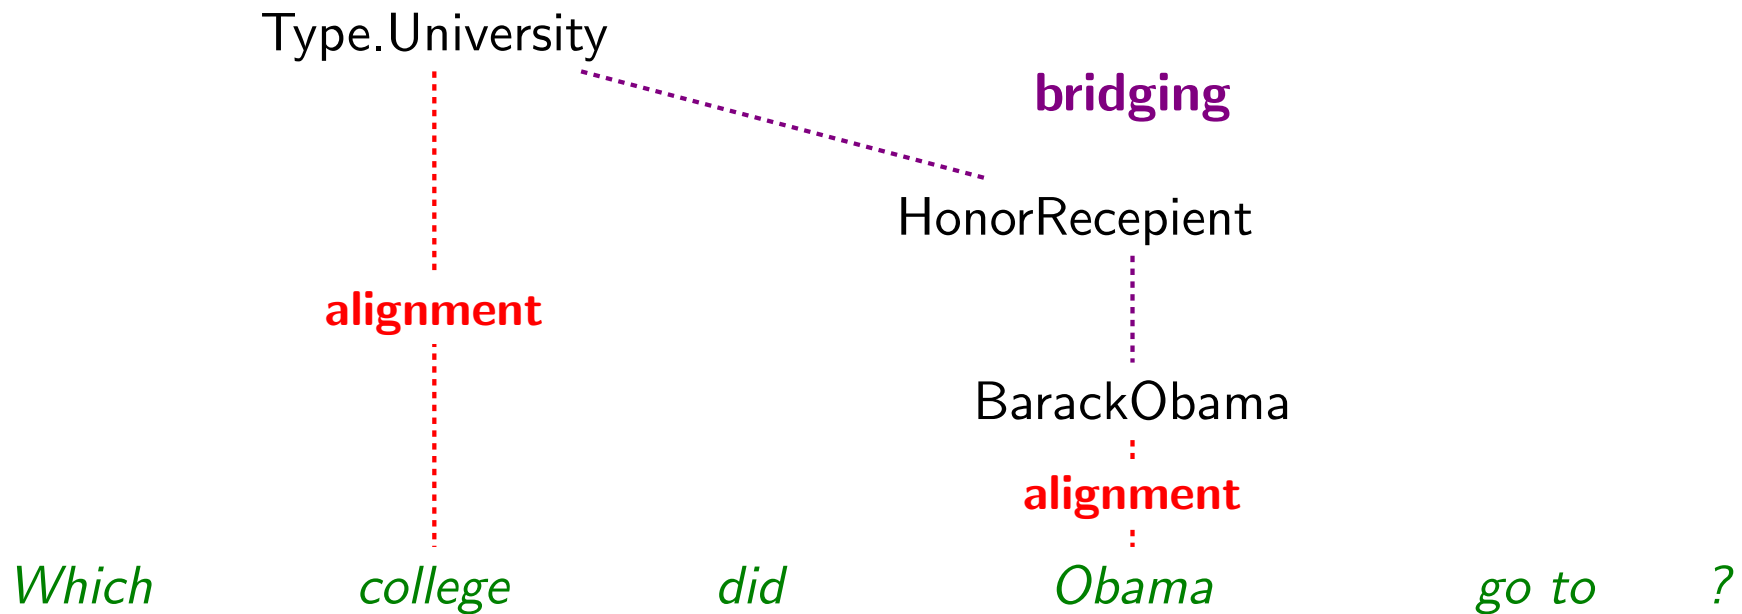 Type.University
bridging
HonorRecepient
alignment
BarackObama
alignment
Which college did Obama go to ?